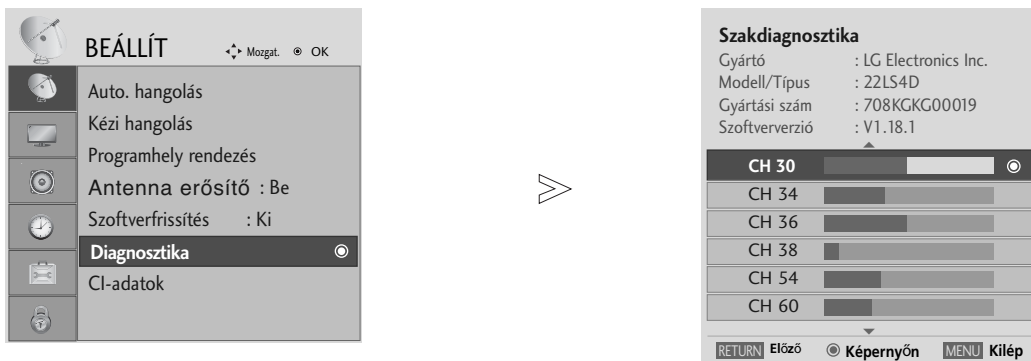 BEÁLLÍT Mozgat. OK
Auto. hangolás
Kézi hangolás
Programhely rendezés
Antenna erősítő : Be
Szoftverfrissítés : Ki
Diagnosztika
CI-adatok
Szakdiagnosztika
Gyártó : LG Electronics Inc.
Modell/Típus : 22LS4D
Gyártási szám : 708KGKG00019
Szoftververzió : V1.18.1
CH 30
CH 34
CH 36
CH 38
CH 54
CH 60
RETURN Előző Képernyőn MENU Kilép